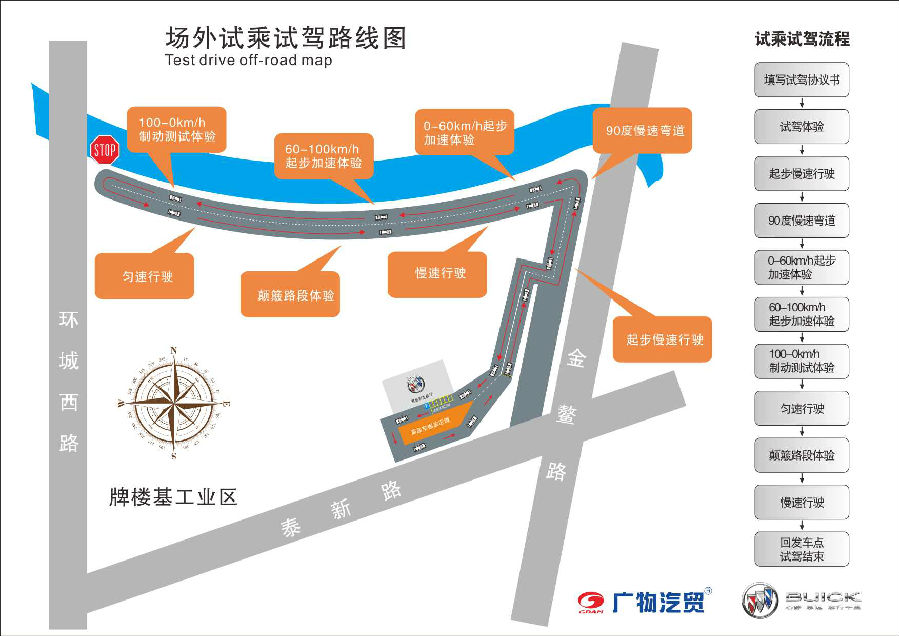 场外试乘试驾路线图
Test drive off-road map
100-0km/h
制动测试体验
STOP
60-100km/h
起步加速体验
0-60km/h起步
加速体验
90度慢速弯道
匀速行驶
颠簸路段体验
慢速行驶
起步慢速行驶
环城西路
N
W
E
S
牌楼基工业区
泰新路
金鳌路
试乘试驾流程
填写试驾协议书
试驾体验
起步慢速行驶
90度慢速弯道
0-60km/h起步
加速体验
60-100km/h
起步加速体验
100-0km/h
制动测试体验
匀速行驶
颠簸路段体验
慢速行驶
回发车点
试驾结束
GRAN
广物汽贸®
BUICK